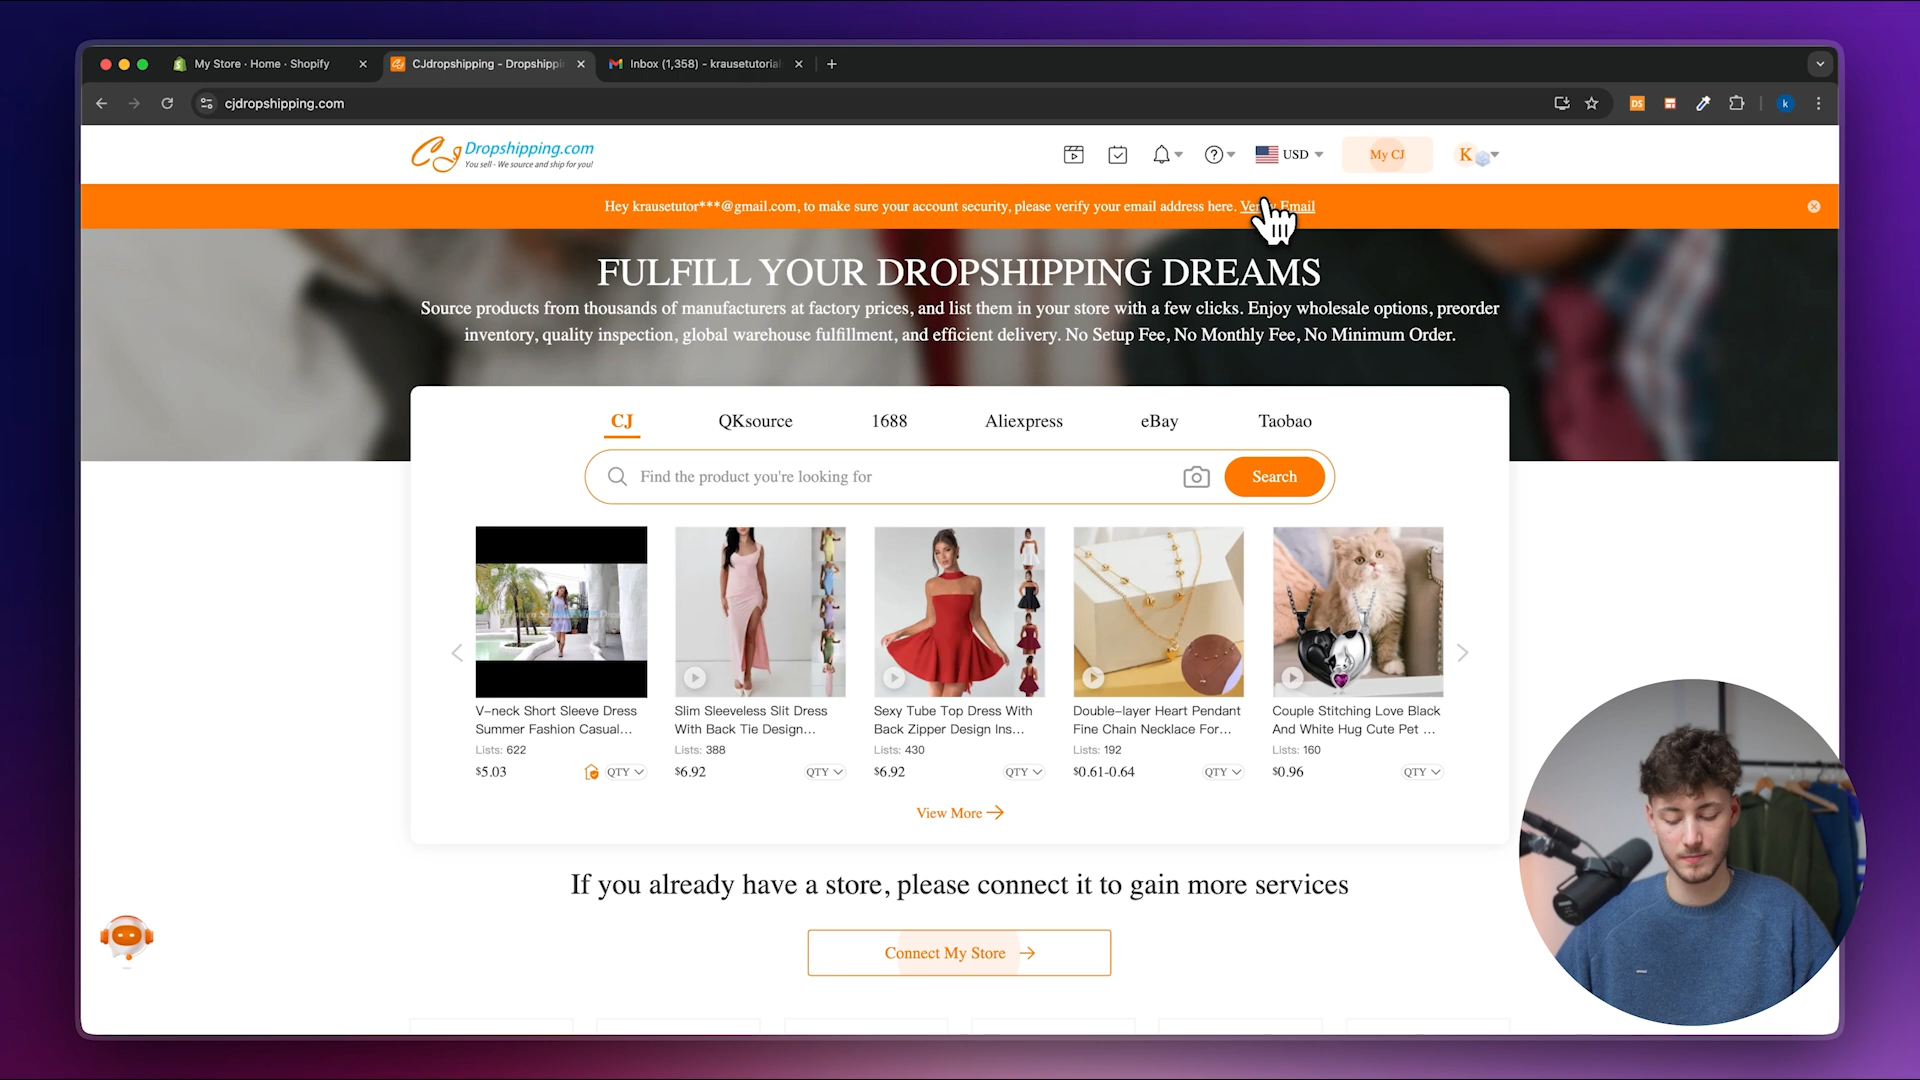 My Store · Home · Shopify
CJdropshipping - Dropshippi
Inbox (1,358) - krausetutorial
cjdropshipping.com
DS
k
CJ Dropshipping.com
You sell - We source and ship for you!
USD
My CJ
K
Hey krausetutor***@gmail.com, to make sure your account security, please verify your email address here. Verify Email
FULFILL YOUR DROPSHIPPING DREAMS
Source products from thousands of manufacturers at factory prices, and list them in your store with a few clicks. Enjoy wholesale options, preorder
inventory, quality inspection, global warehouse fulfillment, and efficient delivery. No Setup Fee, No Monthly Fee, No Minimum Order.
CJ
QKsource
1688
Aliexpress
eBay
Taobao
Find the product you're looking for
Search
V-neck Short Sleeve Dress
Summer Fashion Casual...
Lists: 622
$5.03
QTY
Slim Sleeveless Slit Dress
With Back Tie Design...
Lists: 388
$6.92
QTY
Sexy Tube Top Dress With
Back Zipper Design Ins...
Lists: 430
$6.92
QTY
Double-layer Heart Pendant
Fine Chain Necklace For...
Lists: 192
$0.61-0.64
QTY
Couple Stitching Love Black
And White Hug Cute Pet ...
Lists: 160
$0.96
QTY
View More
If you already have a store, please connect it to gain more services
Connect My Store